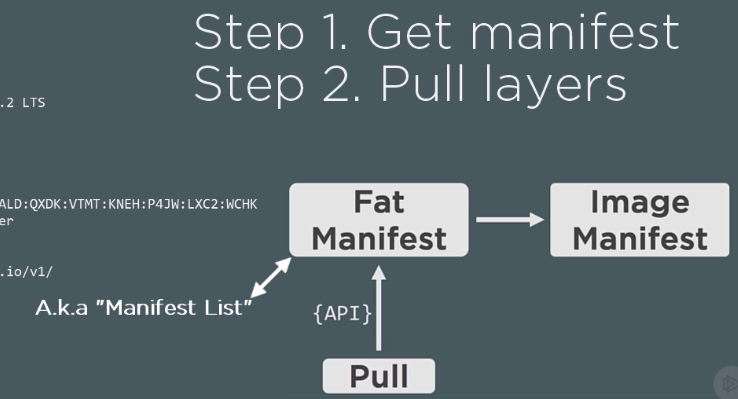 Step 1. Get manifest
Step 2. Pull layers
.2 LTS
ALD:QXDK:VTMT:KNEH:P4JW:LXC2:WCHK
er
.io/v1/
Fat
Manifest
Image
Manifest
A.k.a "Manifest List"
{API}
Pull